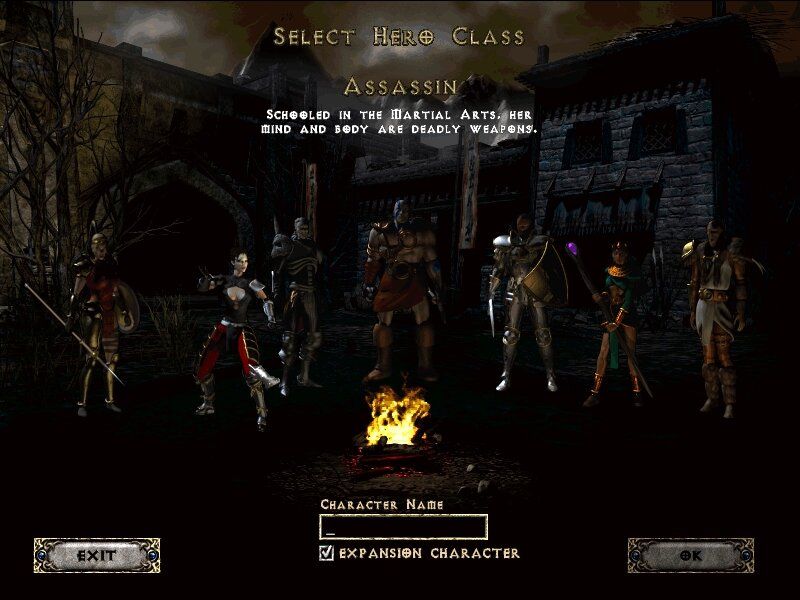 Select Hero Class
Assassin
Schooled in the Martial Arts, her
mind and body are deadly weapons.
Character Name
_
Expansion Character
EXIT
OK